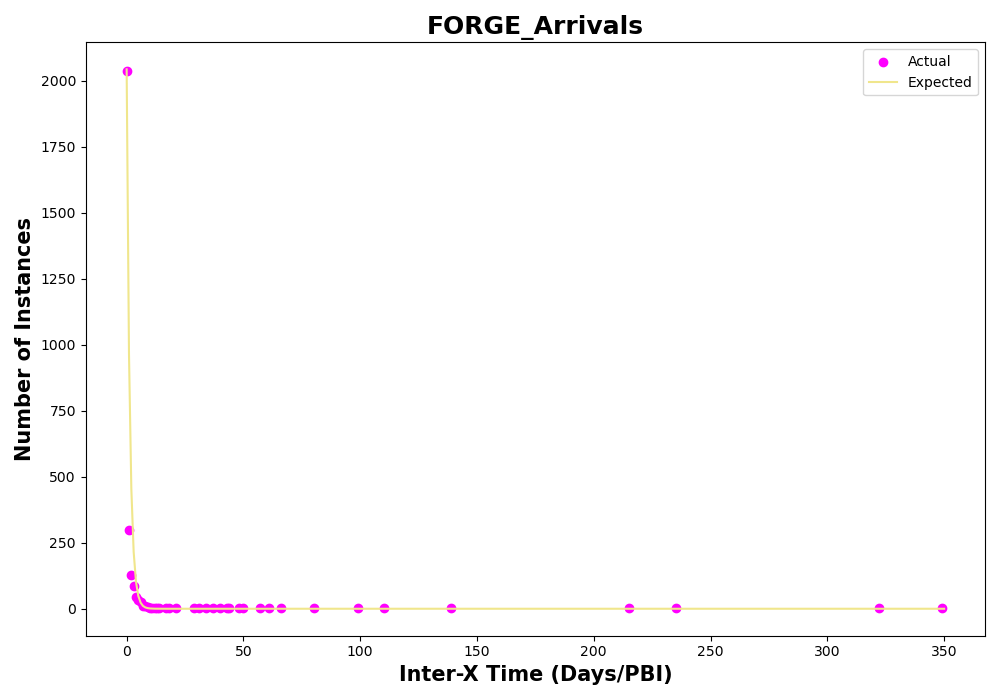 FORGE_Arrivals
Actual
Expected
Number of Instances
2000
1750
1500
1250
1000
750
500
250
0
0 50 100 150 200 250 300 350
Inter-X Time (Days/PBI)